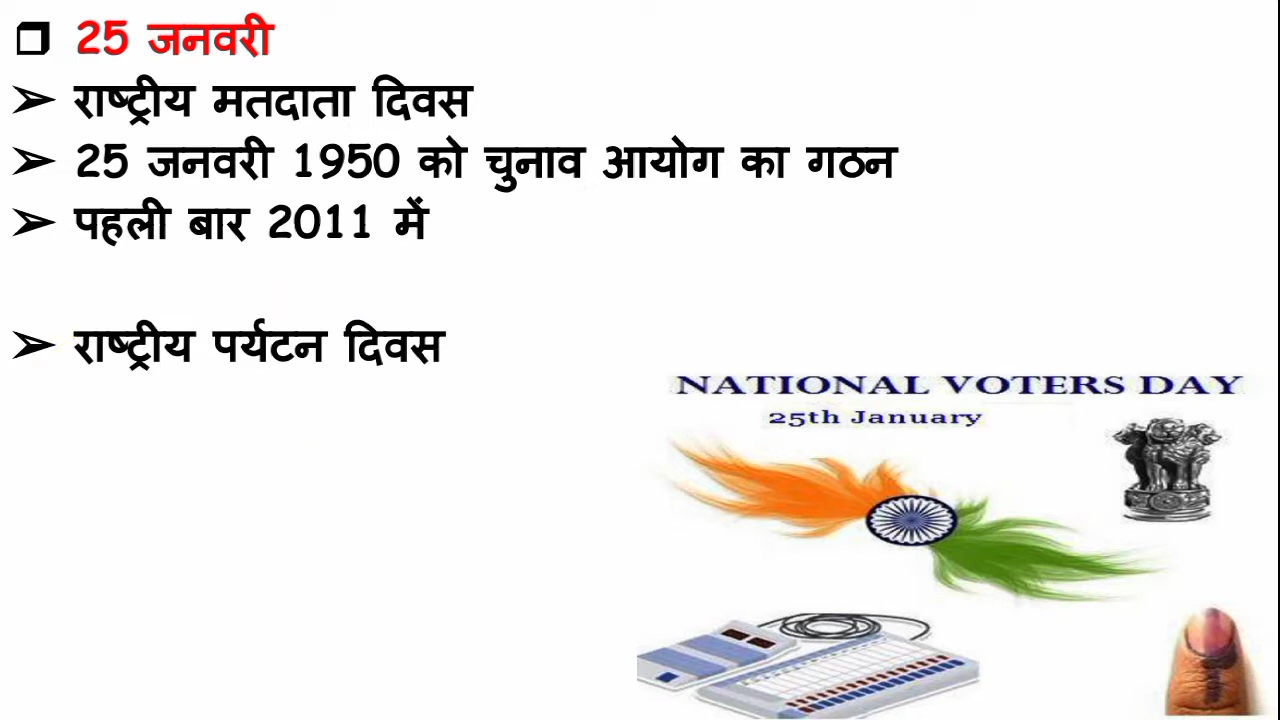 25 जनवरी
राष्ट्रीय मतदाता दिवस
25 जनवरी 1950 को चुनाव आयोग का गठन
पहली बार 2011 में
राष्ट्रीय पर्यटन दिवस
NATIONAL VOTERS DAY
25th January